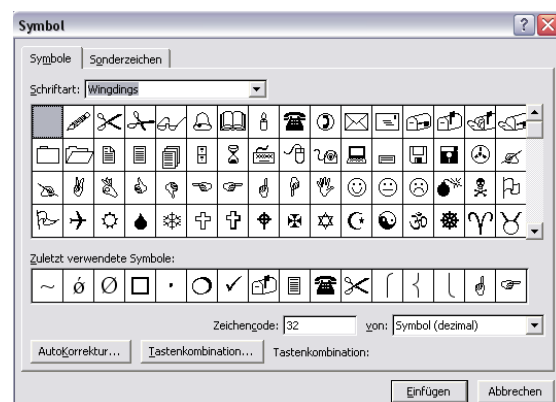 Symbol
Symbole Sonderzeichen
Schriftart: Wingdings
Zuletzt verwendete Symbole:
~ ǿ Ø
Zeichencode: 32 von: Symbol (dezimal)
AutoKorrektur... Tastenkombination... Tastenkombination:
Einfügen Abbrechen